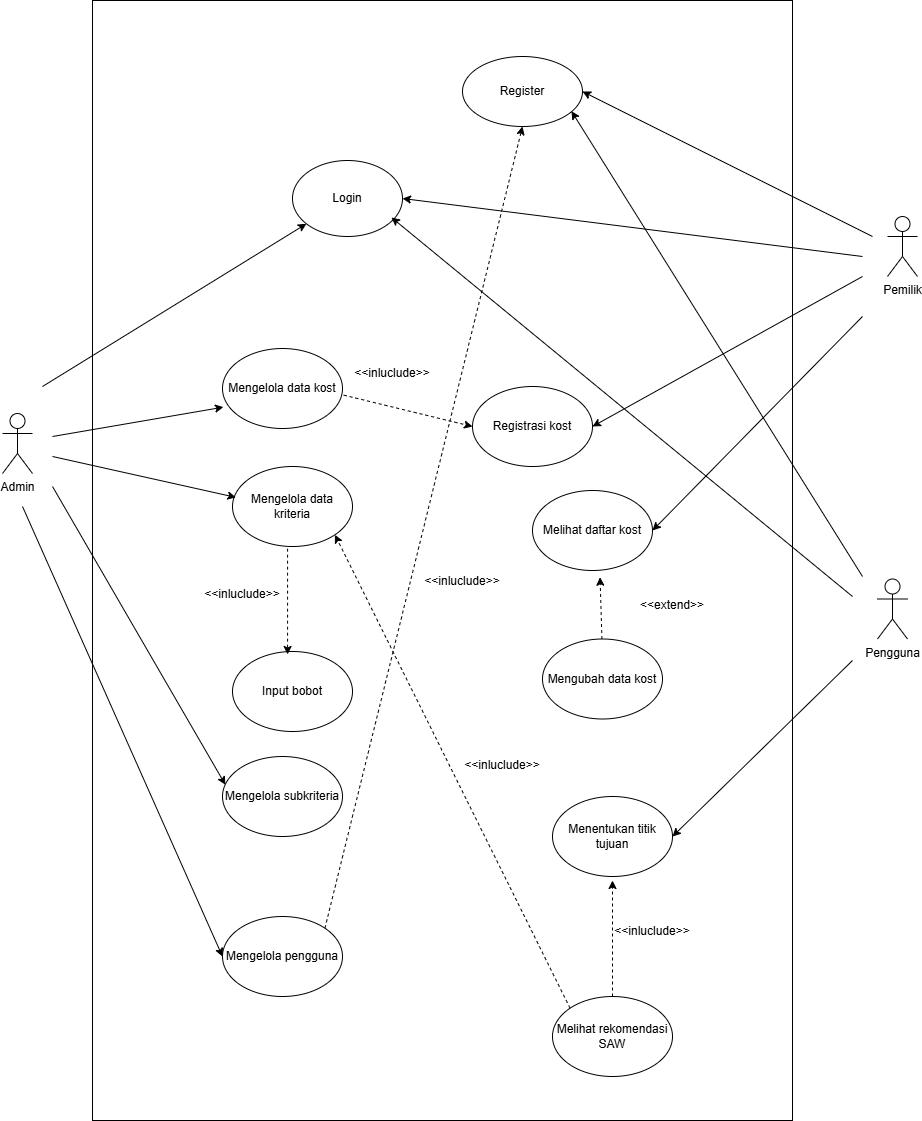 Register
Login
Pemilik
Mengelola data kost
<<inluclude>>
Registrasi kost
Admin
Mengelola data
kriteria
Melihat daftar kost
<<inluclude>>
<<inluclude>>
<<extend>>
Pengguna
Input bobot
Mengubah data kost
<<inluclude>>
Mengelola subkriteria
Menentukan titik
tujuan
<<inluclude>>
Mengelola pengguna
Melihat rekomendasi
SAW